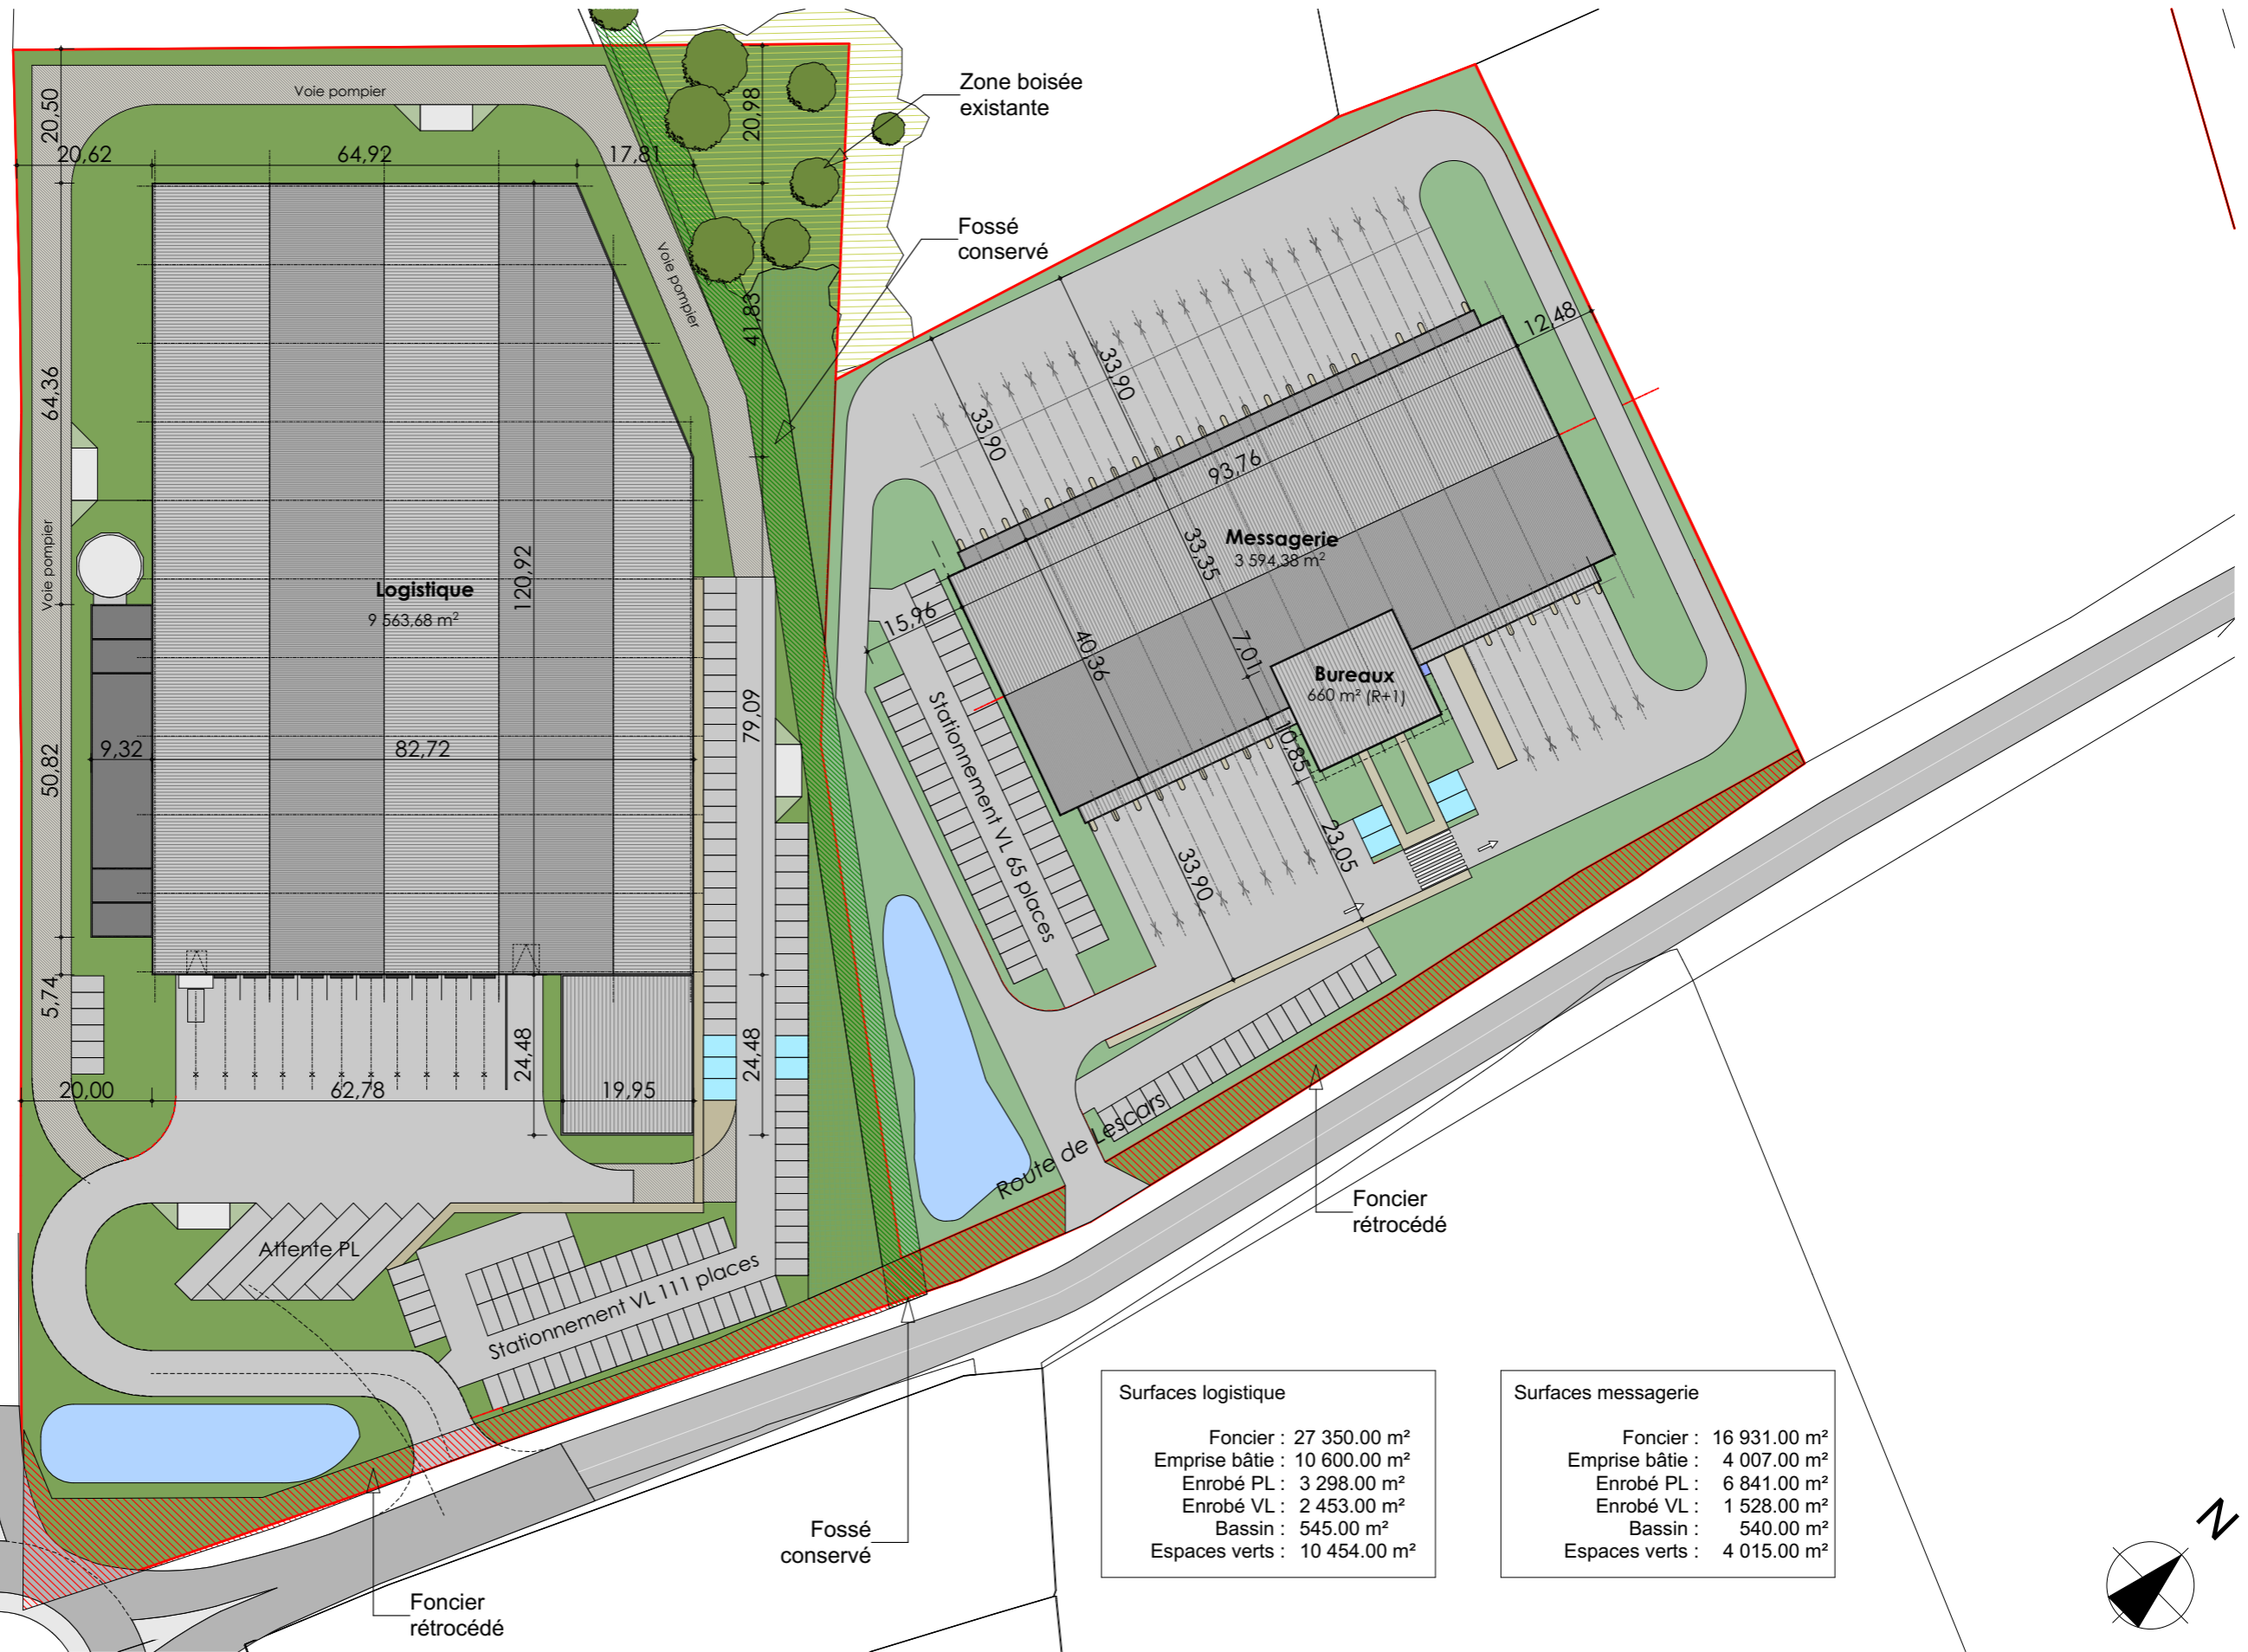 Voie pompier
20,50
20,62
64,92
17,81
20,98
Zone boisée
existante
Fossé
conservé
Voie pompier
41,83
64,36
Voie pompier
12,48
33,90
33,90
93,76
Messagerie
3 594,38 m²
33,35
120,92
Logistique
9 563,68 m²
15,96
40,36
7,01
Bureaux
660 m² (R+1)
79,09
50,82
9,32
82,72
10,85
Stationnement VL 65 places
23,05
33,90
5,74
24,48
24,48
20,00
62,78
19,95
Route de Lescars
Foncier
rétrocédé
Attente PL
Stationnement VL 111 places
Fossé
conservé
Foncier
rétrocédé
Surfaces logistique
Foncier : 27 350.00 m²
Emprise bâtie : 10 600.00 m²
Enrobé PL : 3 298.00 m²
Enrobé VL : 2 453.00 m²
Bassin : 545.00 m²
Espaces verts : 10 454.00 m²
Surfaces messagerie
Foncier : 16 931.00 m²
Emprise bâtie : 4 007.00 m²
Enrobé PL : 6 841.00 m²
Enrobé VL : 1 528.00 m²
Bassin : 540.00 m²
Espaces verts : 4 015.00 m²
N